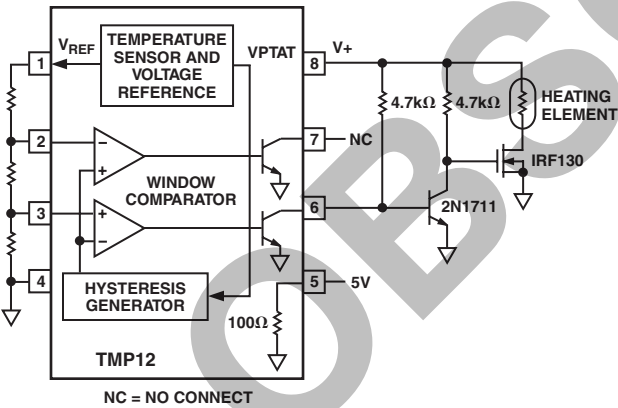 TEMPERATURE
SENSOR AND
VOLTAGE
REFERENCE
VREF
VPTAT
1
8
V+
4.7kΩ
4.7kΩ
HEATING
ELEMENT
2
−
+
7
NC
IRF130
WINDOW
COMPARATOR
3
+
−
6
2N1711
4
HYSTERESIS
GENERATOR
5
5V
100Ω
TMP12
NC = NO CONNECT
OBSO